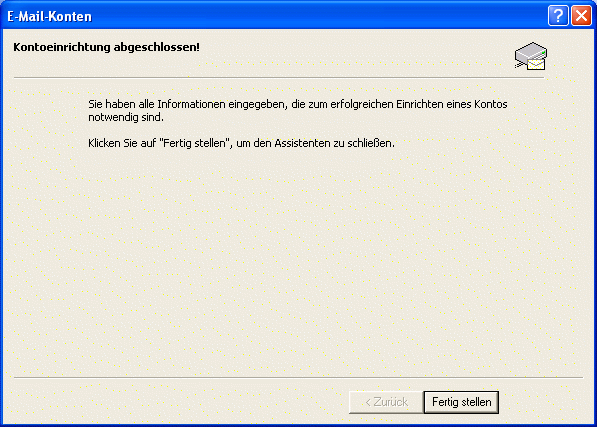 E-Mail-Konten
Kontoeinrichtung abgeschlossen!
Sie haben alle Informationen eingegeben, die zum erfolgreichen Einrichten eines Kontos
notwendig sind.
Klicken Sie auf "Fertig stellen", um den Assistenten zu schließen.
< Zurück
Fertig stellen